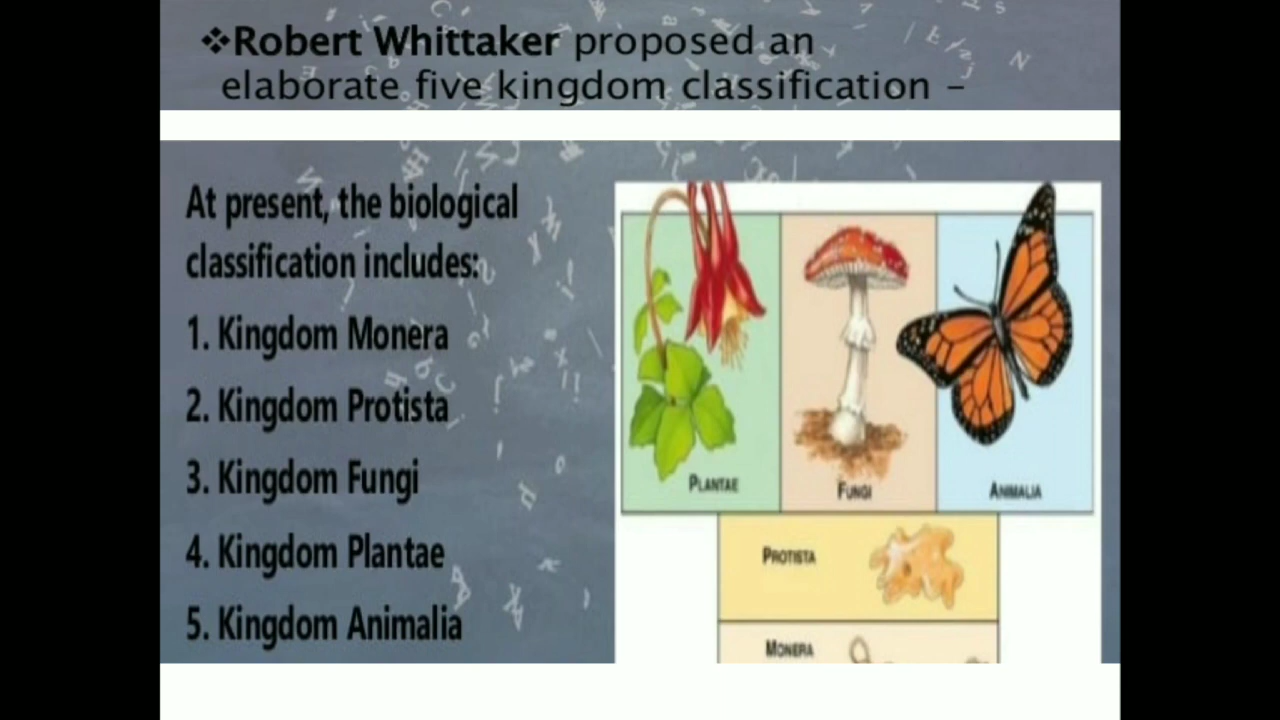 ❖Robert Whittaker proposed an
elaborate five kingdom classification –
At present, the biological
classification includes:
1. Kingdom Monera
2. Kingdom Protista
3. Kingdom Fungi
4. Kingdom Plantae
5. Kingdom Animalia
PLANTAE
FUNGI
ANIMALIA
PROTISTA
MONERA